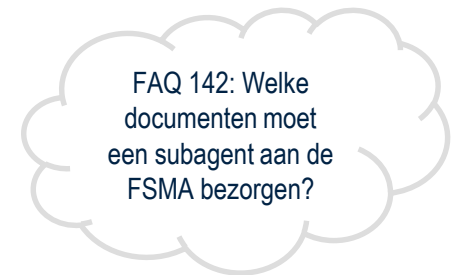 FAQ 142: Welke
documenten moet
een subagent aan de
FSMA bezorgen?